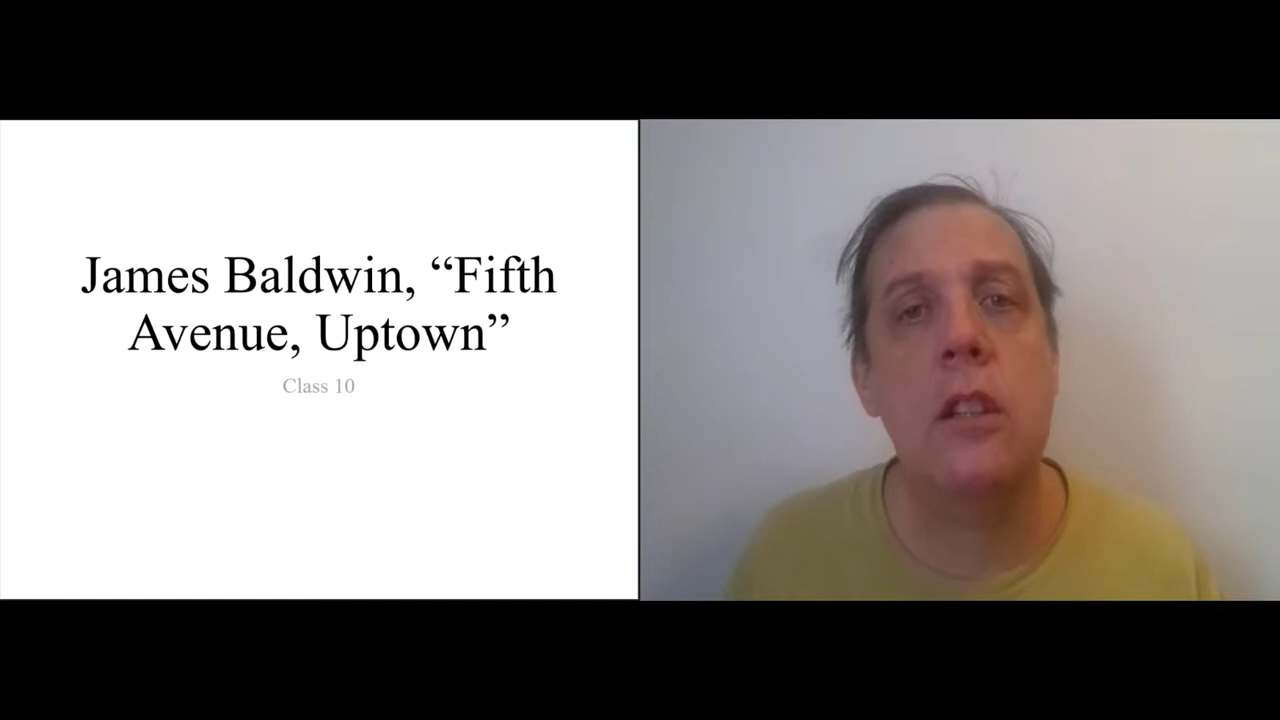 James Baldwin, “Fifth
Avenue, Uptown”
Class 10